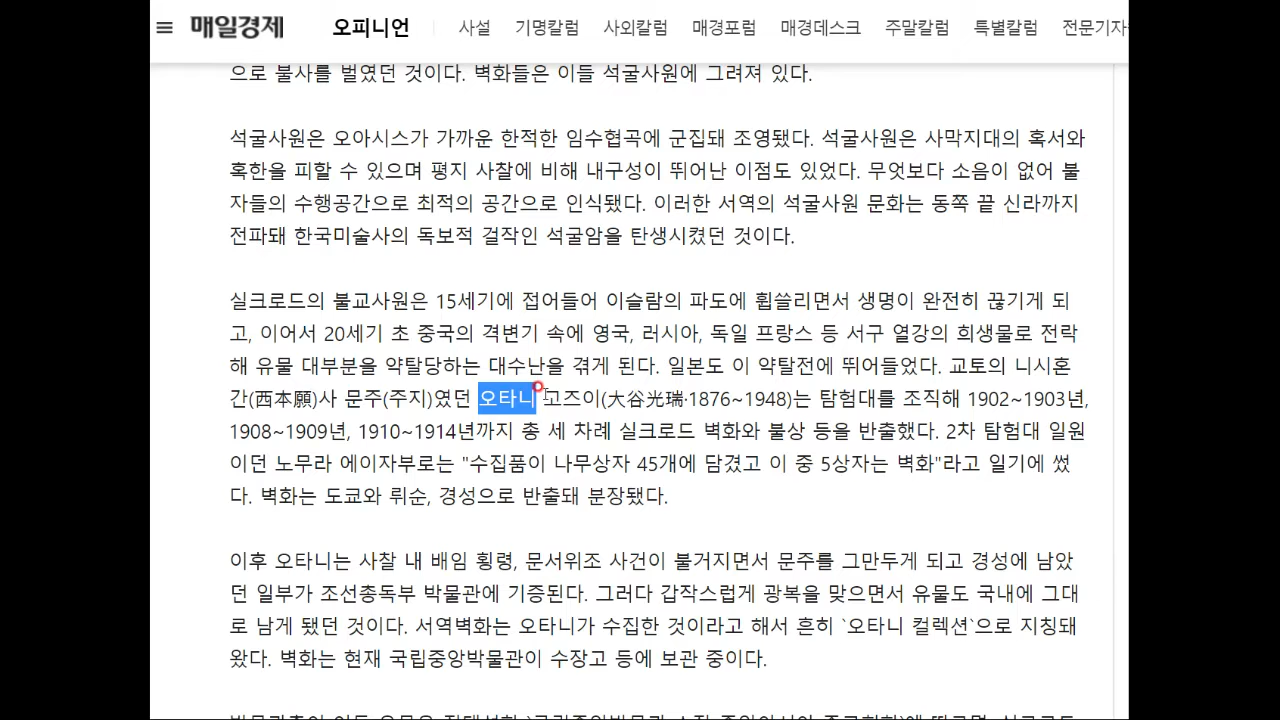 매일경제
오피니언 사설 기명칼럼 사외칼럼 매경포럼 매경데스크 주말칼럼 특별칼럼 전문기자
으로 불사를 벌였던 것이다. 벽화들은 이들 석굴사원에 그려져 있다.
석굴사원은 오아시스가 가까운 한적한 임수협곡에 군집돼 조영됐다. 석굴사원은 사막지대의 혹서와
혹한을 피할 수 있으며 평지 사찰에 비해 내구성이 뛰어난 이점도 있었다. 무엇보다 소음이 없어 불
자들의 수행공간으로 최적의 공간으로 인식됐다. 이러한 서역의 석굴사원 문화는 동쪽 끝 신라까지
전파돼 한국미술사의 독보적 걸작인 석굴암을 탄생시켰던 것이다.
실크로드의 불교사원은 15세기에 접어들어 이슬람의 파도에 휩쓸리면서 생명이 완전히 끊기게 되
고, 이어서 20세기 초 중국의 격변기 속에 영국, 러시아, 독일 프랑스 등 서구 열강의 희생물로 전락
해 유물 대부분을 약탈당하는 대수난을 겪게 된다. 일본도 이 약탈전에 뛰어들었다. 교토의 니시혼
간(西本願)사 문주(주지)였던 오타니 고즈이(大谷光瑞·1876~1948)는 탐험대를 조직해 1902~1903년,
1908~1909년, 1910~1914년까지 총 세 차례 실크로드 벽화와 불상 등을 반출했다. 2차 탐험대 일원
이던 노무라 에이자부로는 "수집품이 나무상자 45개에 담겼고 이 중 5상자는 벽화"라고 일기에 썼
다. 벽화는 도쿄와 뤼순, 경성으로 반출돼 분장됐다.
이후 오타니는 사찰 내 배임 횡령, 문서위조 사건이 불거지면서 문주를 그만두게 되고 경성에 남았
던 일부가 조선총독부 박물관에 기증된다. 그러다 갑작스럽게 광복을 맞으면서 유물도 국내에 그대
로 남게 됐던 것이다. 서역벽화는 오타니가 수집한 것이라고 해서 흔히 `오타니 컬렉션`으로 지칭돼
왔다. 벽화는 현재 국립중앙박물관이 수장고 등에 보관 중이다.